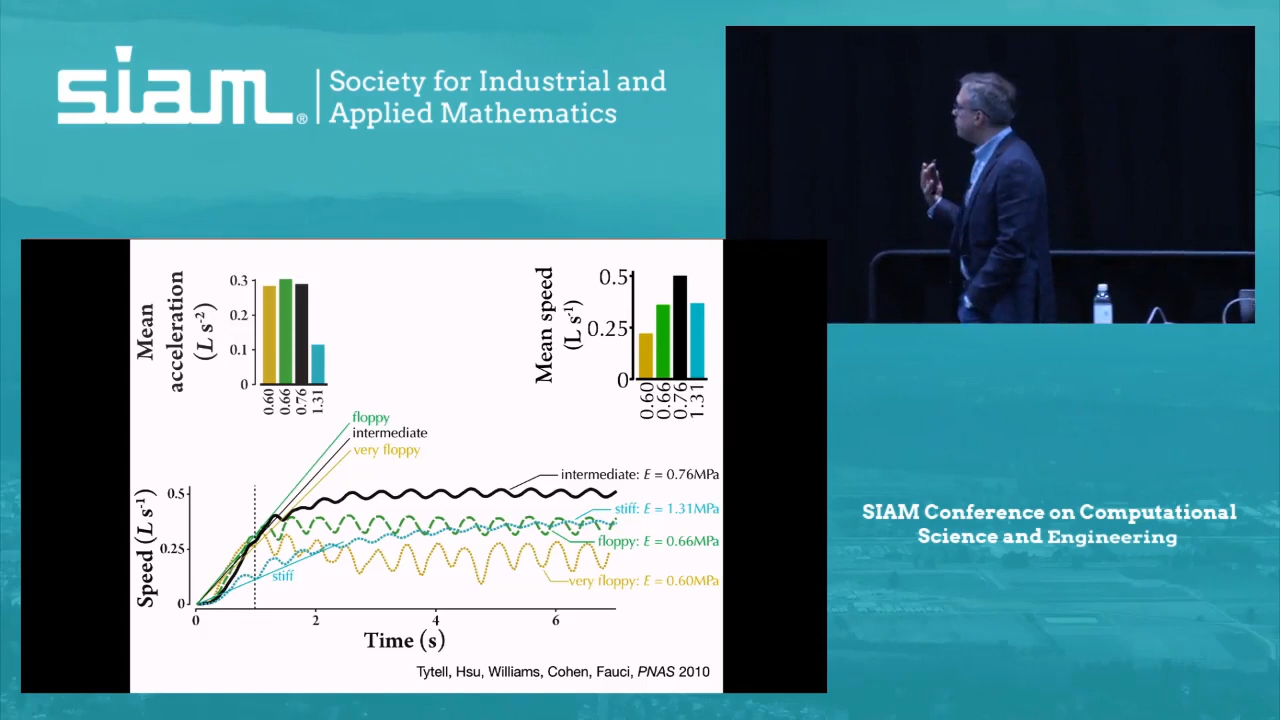 siam®
Society for Industrial and
Applied Mathematics
Mean
acceleration
(L s-2)
0.3
0.2
0.1
0
0.60
0.66
0.76
1.31
Mean speed
(L s-1)
0.5
0.25
0
0.60
0.66
0.76
1.31
floppy
intermediate
very floppy
Speed (L s-1)
0.5
0.25
0
intermediate: E = 0.76MPa
stiff: E = 1.31MPa
floppy: E = 0.66MPa
stiff
very floppy: E = 0.60MPa
0
2
4
6
Time (s)
Tytell, Hsu, Williams, Cohen, Fauci, PNAS 2010
SIAM Conference on Computational
Science and Engineering